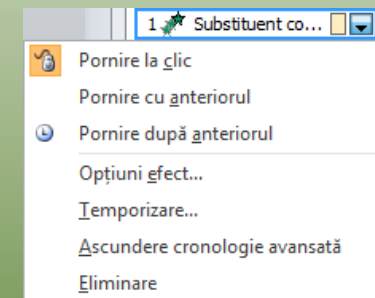 1 Substituent co...
Pornire la clic
Pornire cu anteriorul
Pornire după anteriorul
Opțiuni efect...
Temporizare...
Ascundere cronologie avansată
Eliminare